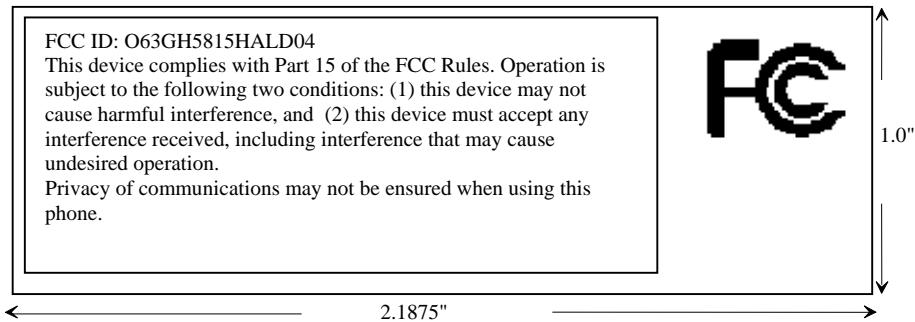 FCC ID: O63GH5815HALD04
This device complies with Part 15 of the FCC Rules. Operation is
subject to the following two conditions: (1) this device may not
cause harmful interference, and  (2) this device must accept any
interference received, including interference that may cause
undesired operation.
Privacy of communications may not be ensured when using this
phone.
FCC
1.0"
2.1875"